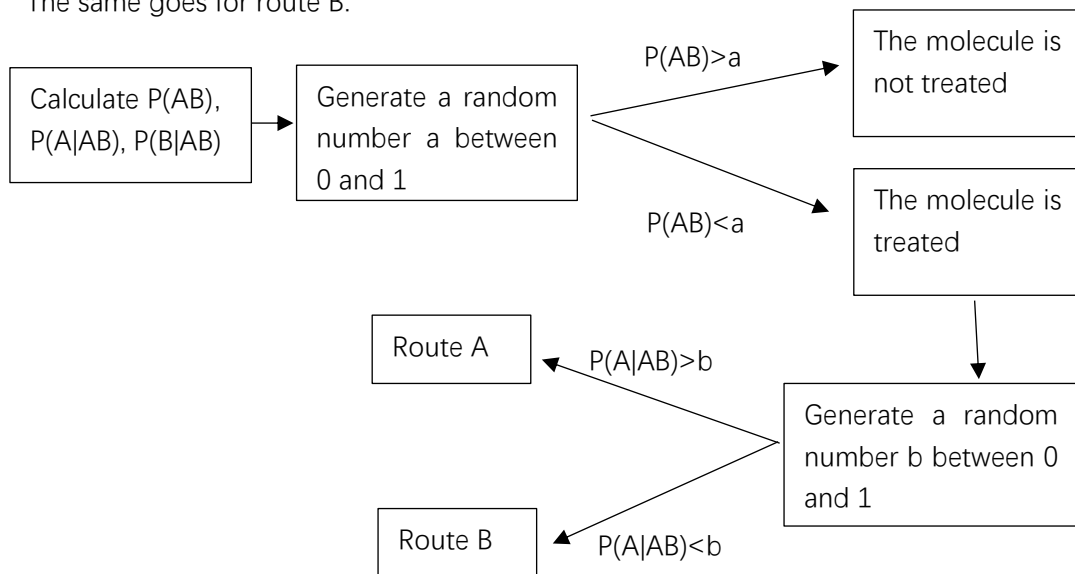 The same goes for route B.
Calculate P(AB),
P(A|AB), P(B|AB)
Generate a random
number a between
0 and 1
P(AB)>a
The molecule is
not treated
P(AB)<a
The molecule is
treated
Generate a random
number b between 0
and 1
P(A|AB)>b
Route A
P(A|AB)<b
Route B